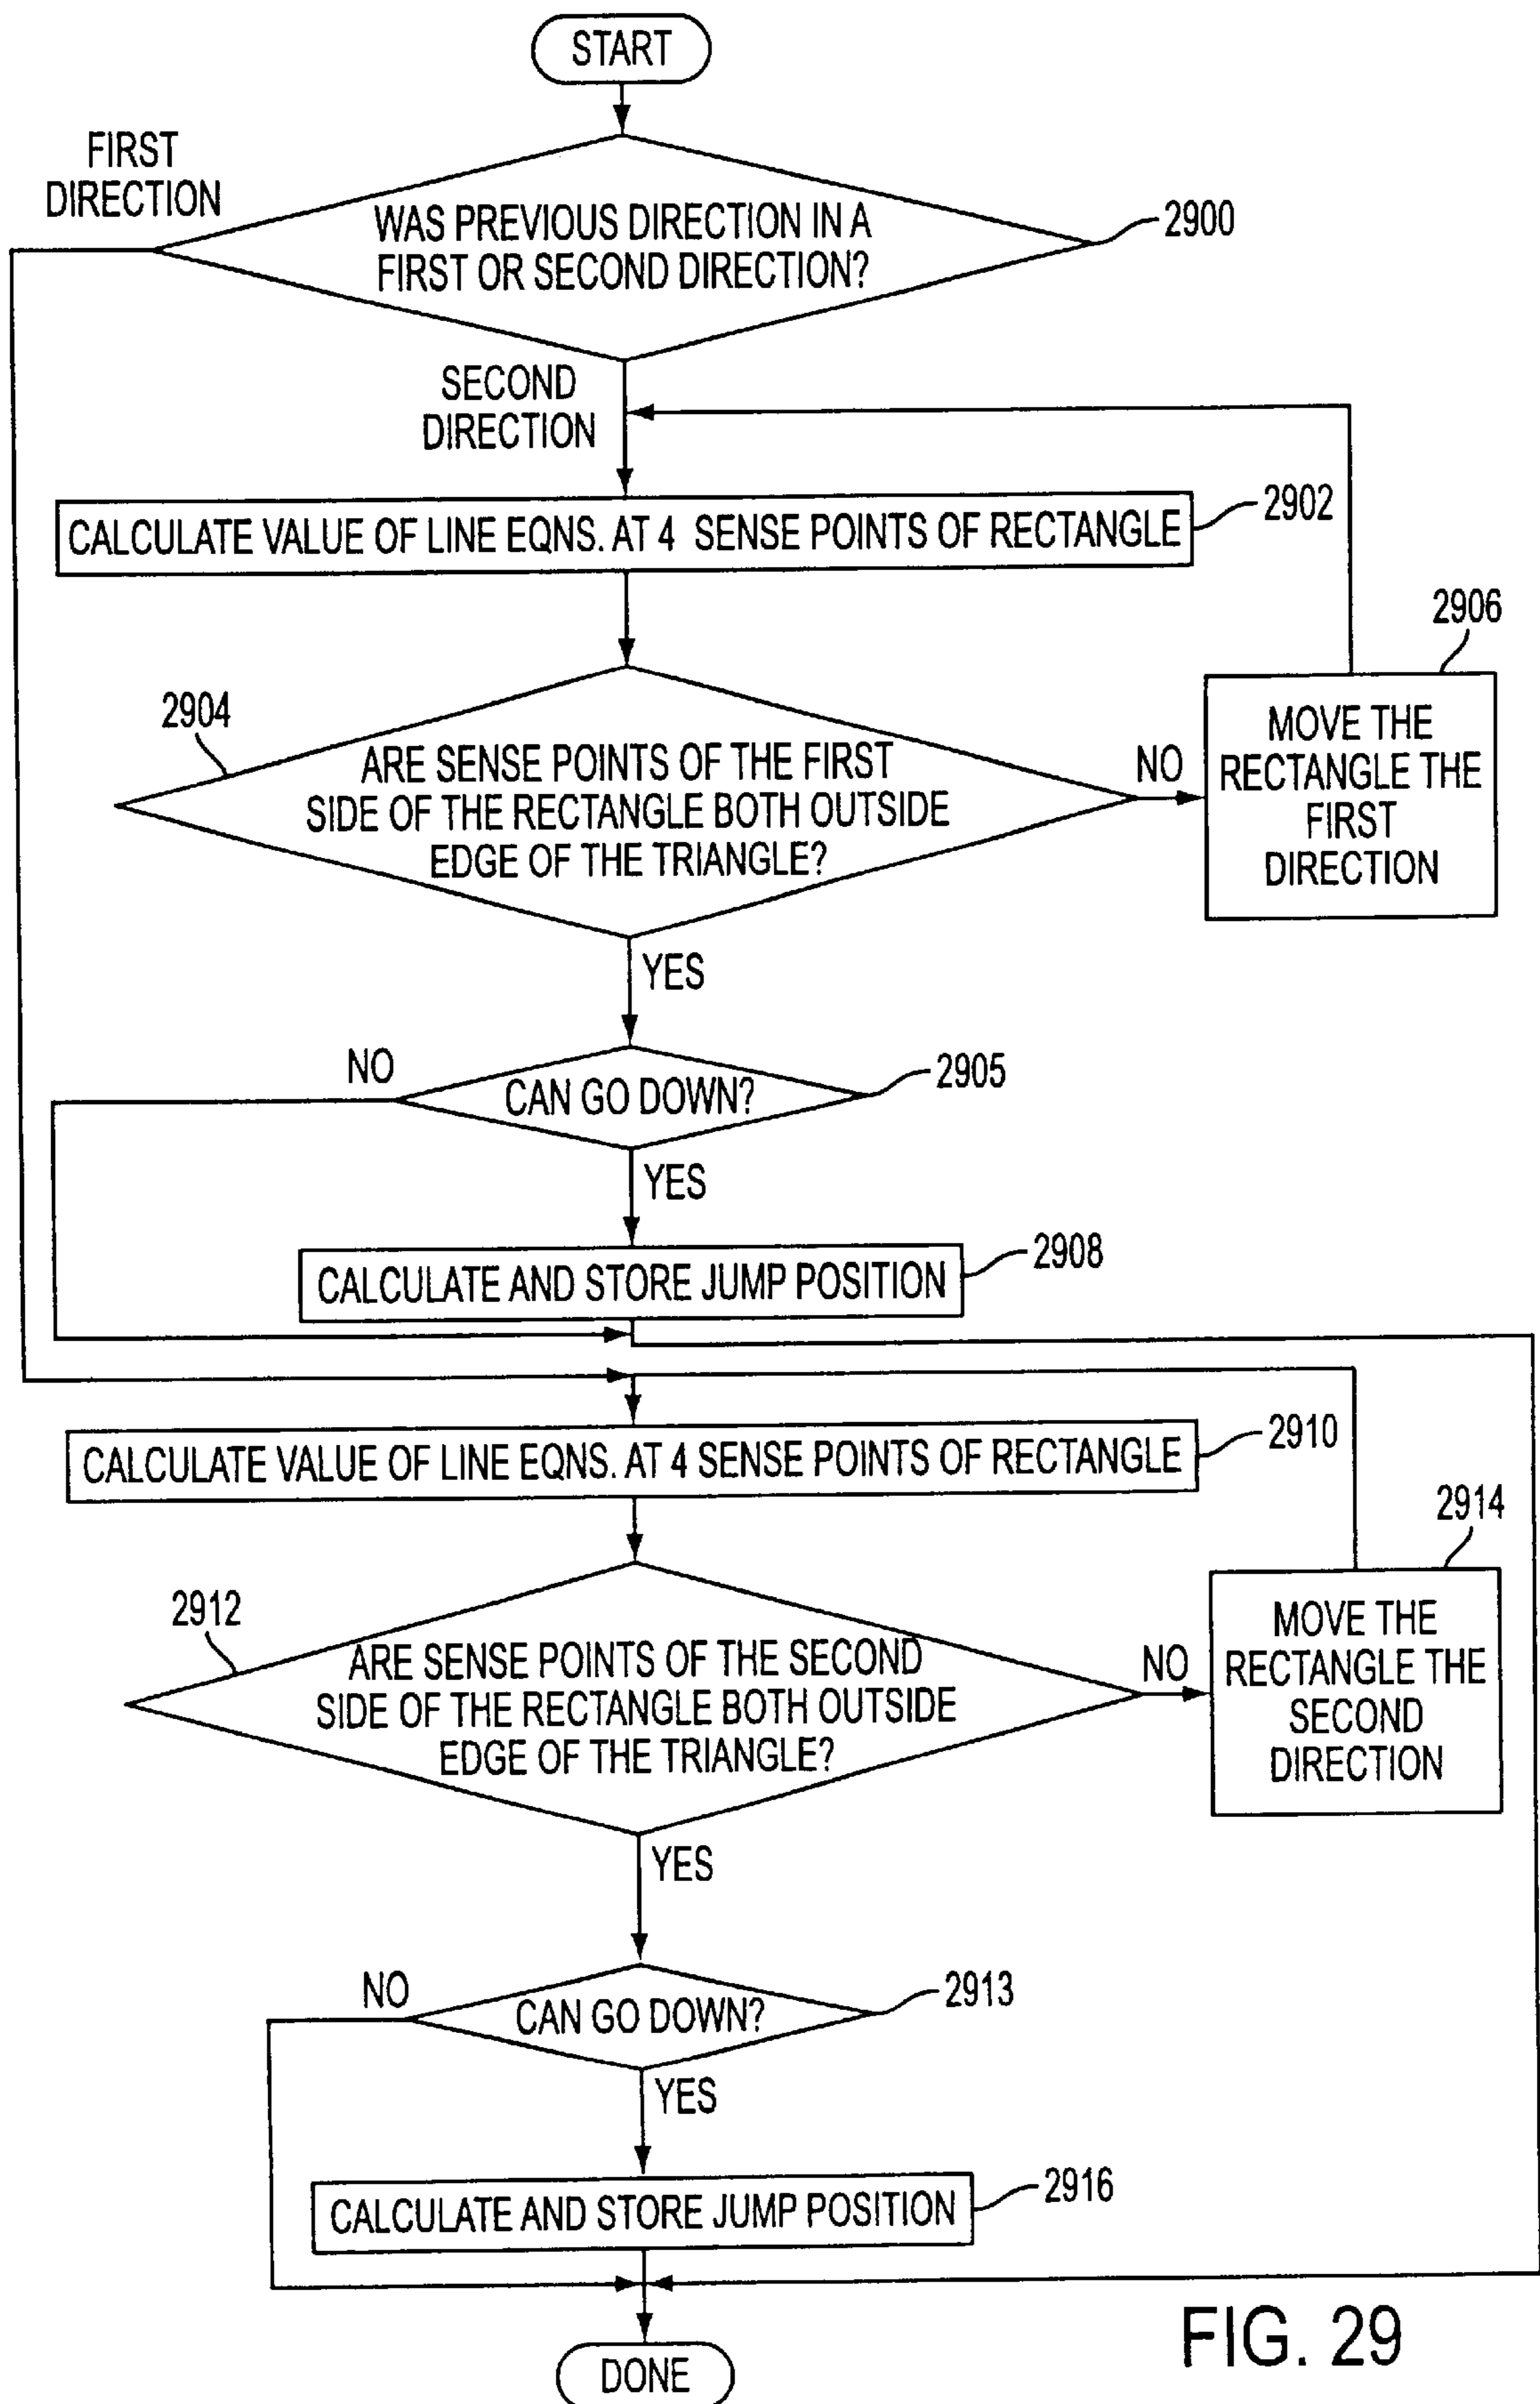 START
FIRST
DIRECTION
WAS PREVIOUS DIRECTION IN A
FIRST OR SECOND DIRECTION?
2900
SECOND
DIRECTION
CALCULATE VALUE OF LINE EQNS. AT 4 SENSE POINTS OF RECTANGLE
2902
2906
MOVE THE
RECTANGLE THE
FIRST
DIRECTION
2904
ARE SENSE POINTS OF THE FIRST
SIDE OF THE RECTANGLE BOTH OUTSIDE
EDGE OF THE TRIANGLE?
NO
YES
NO
CAN GO DOWN?
2905
YES
CALCULATE AND STORE JUMP POSITION
2908
CALCULATE VALUE OF LINE EQNS. AT 4 SENSE POINTS OF RECTANGLE
2910
2914
MOVE THE
RECTANGLE THE
SECOND
DIRECTION
2912
ARE SENSE POINTS OF THE SECOND
SIDE OF THE RECTANGLE BOTH OUTSIDE
EDGE OF THE TRIANGLE?
NO
YES
NO
CAN GO DOWN?
2913
YES
CALCULATE AND STORE JUMP POSITION
2916
DONE
FIG. 29